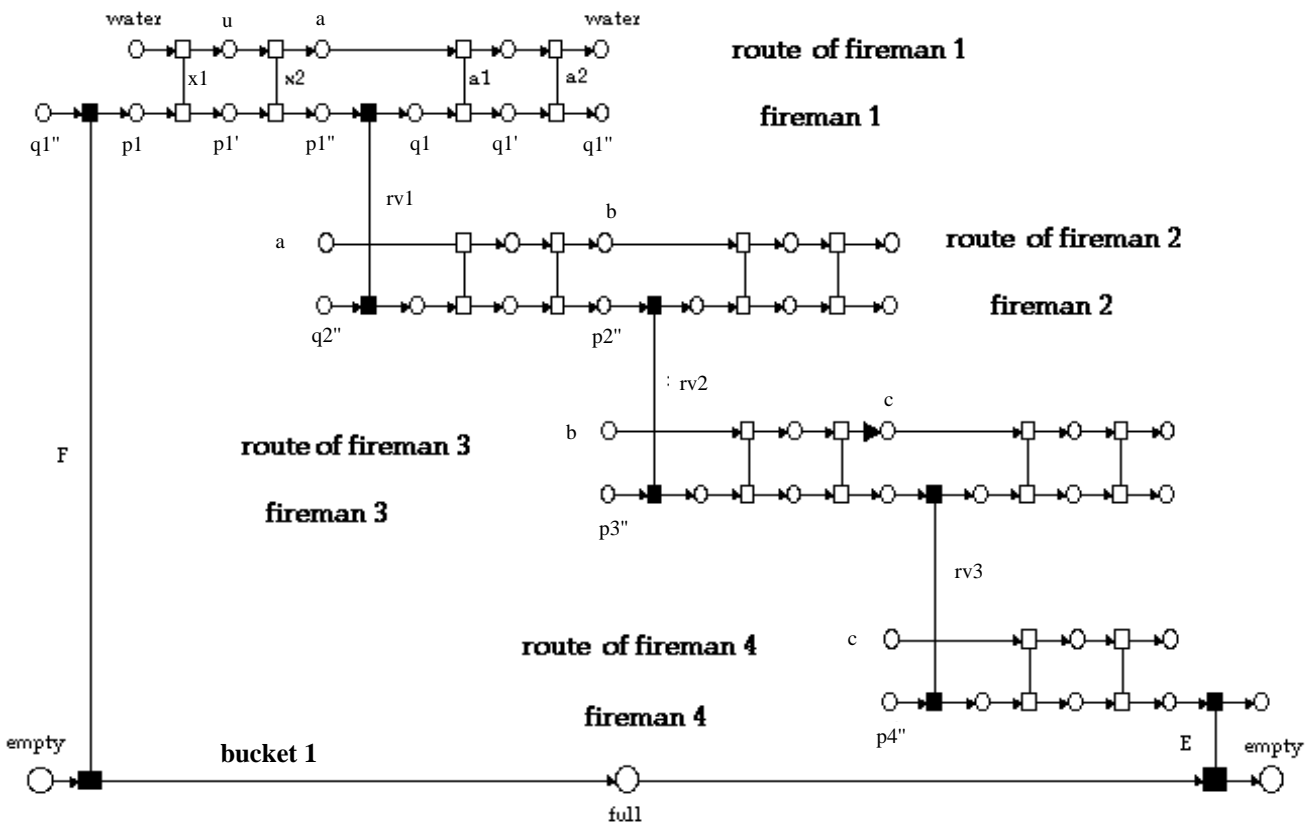 water u a water
route of fireman 1
x1 x2 a1 a2
fireman 1
q1" p1 p1' p1" q1 q1' q1"
rv1
b
a
route of fireman 2
fireman 2
q2" p2"
: rv2
c
b
route of fireman 3
F
fireman 3
p3"
rv3
route of fireman 4
c
fireman 4
p4"
empty
bucket 1
E
empty
full